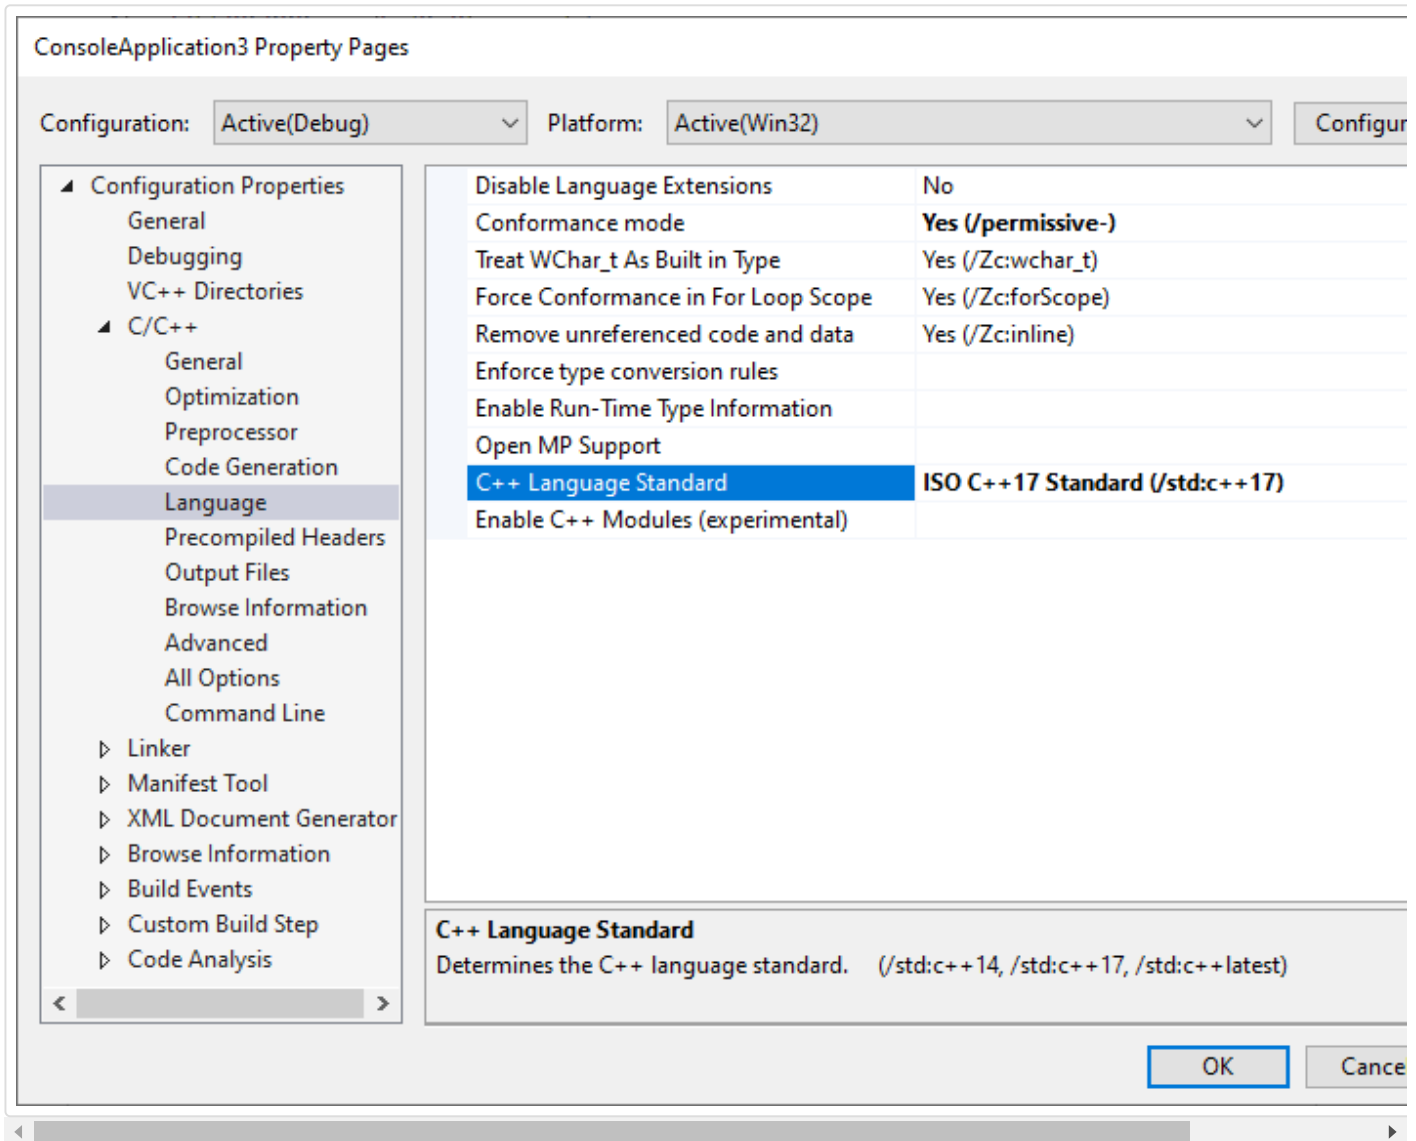 ConsoleApplication3 Property Pages
Configuration: Active(Debug) Platform: Active(Win32)
Configuration Properties
General
Debugging
VC++ Directories
C/C++
General
Optimization
Preprocessor
Code Generation
Language
Precompiled Headers
Output Files
Browse Information
Advanced
All Options
Command Line
Linker
Manifest Tool
XML Document Generator
Browse Information
Build Events
Custom Build Step
Code Analysis
Disable Language Extensions No
Conformance mode Yes (/permissive-)
Treat WChar_t As Built in Type Yes (/Zc:wchar_t)
Force Conformance in For Loop Scope Yes (/Zc:forScope)
Remove unreferenced code and data Yes (/Zc:inline)
Enforce type conversion rules
Enable Run-Time Type Information
Open MP Support
C++ Language Standard ISO C++17 Standard (/std:c++17)
Enable C++ Modules (experimental)
C++ Language Standard
Determines the C++ language standard. (/std:c++14, /std:c++17, /std:c++latest)
OK